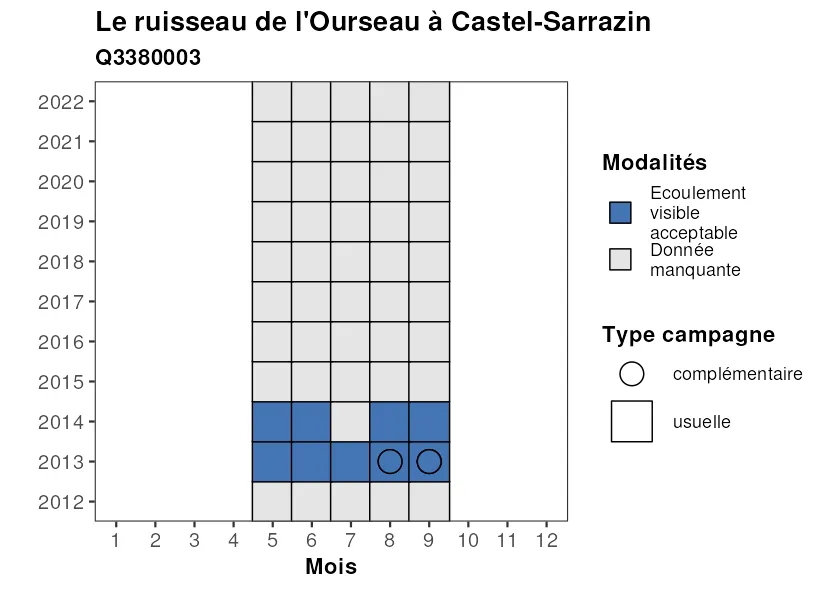 Le ruisseau de l'Ourseau à Castel-Sarrazin
Q3380003
2022
2021
2020
2019
2018
2017
2016
2015
2014
2013
2012
1 2 3 4 5 6 7 8 9 10 11 12
Mois
Modalités
Ecoulement
visible
acceptable
Donnée
manquante
Type campagne
complémentaire
usuelle